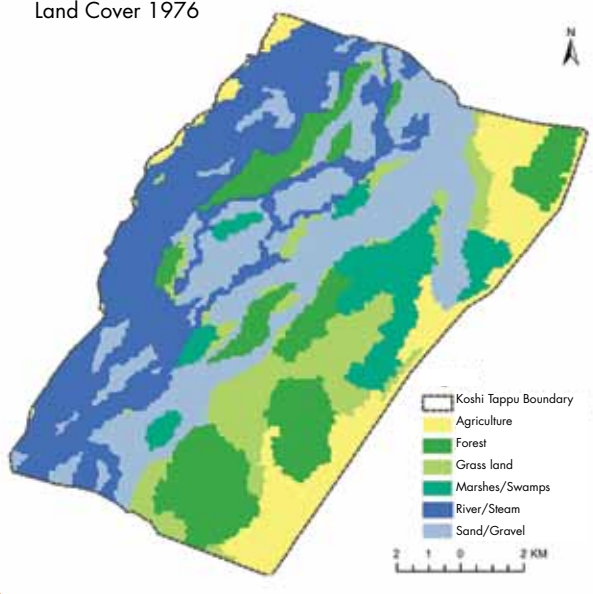 Land Cover 1976
N
Koshi Tappu Boundary
Agriculture
Forest
Grass land
Marshes/Swamps
River/Steam
Sand/Gravel
2 1 0 2 KM